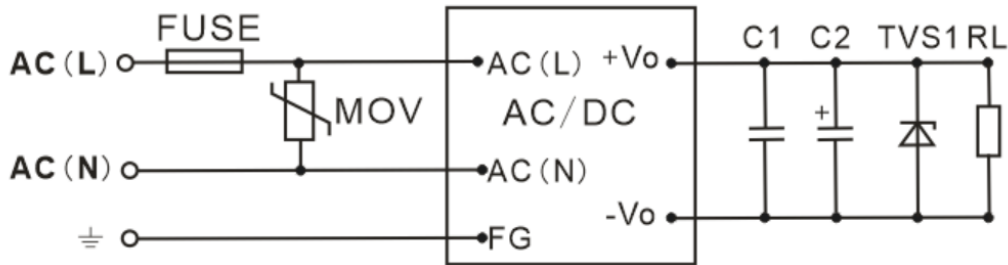 FUSE
C1 C2 TVS1 RL
AC(L) AC(L) +Vo
MOV AC/DC
+
AC(N) AC(N)
-Vo
FG